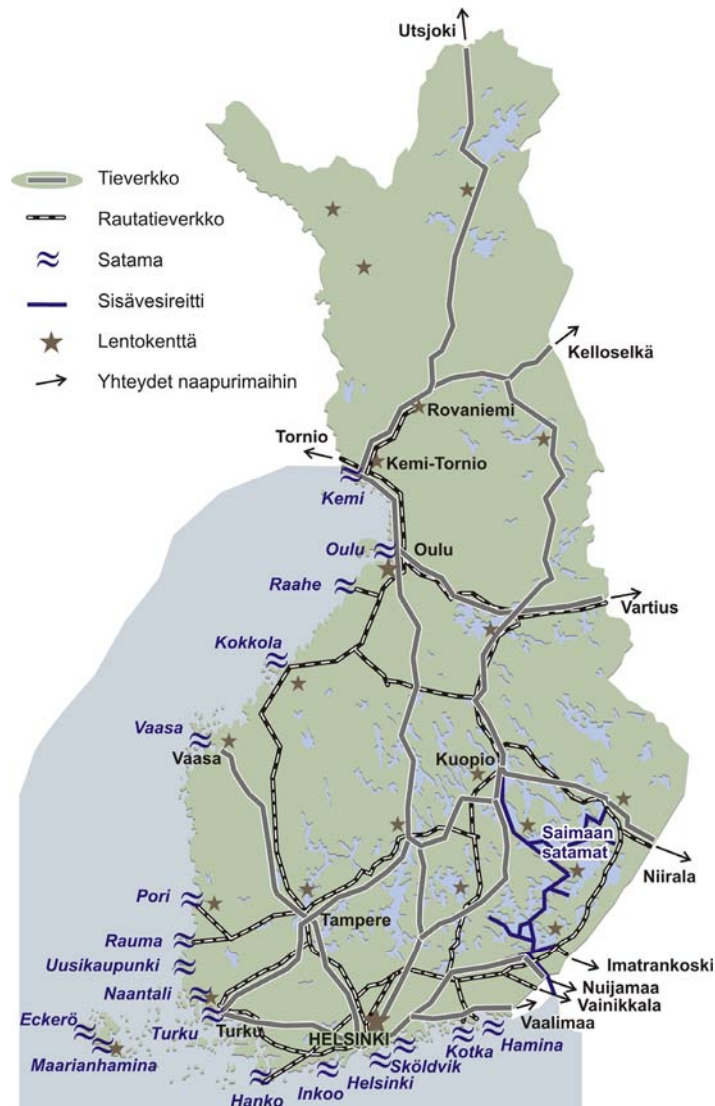 Utsjoki
Tieverkko
Rautatieverkko
Satama
Sisävesireitti
Lentokenttä
Yhteydet naapurimaihin
Kelloselkä
Rovaniemi
Tornio
Kemi-Tornio
Kemi
Oulu
Oulu
Raahe
Vartius
Kokkola
Vaasa
Vaasa
Kuopio
Saimaan
satamat
Niirala
Pori
Tampere
Rauma
Uusikaupunki
Imatrankoski
Nuijamaa
Vainikkala
Naantali
Vaalimaa
Turku
Turku
Eckerö
HELSINKI
Hamina
Kotka
Maarianhamina
Sköldvik
Helsinki
Inkoo
Hanko